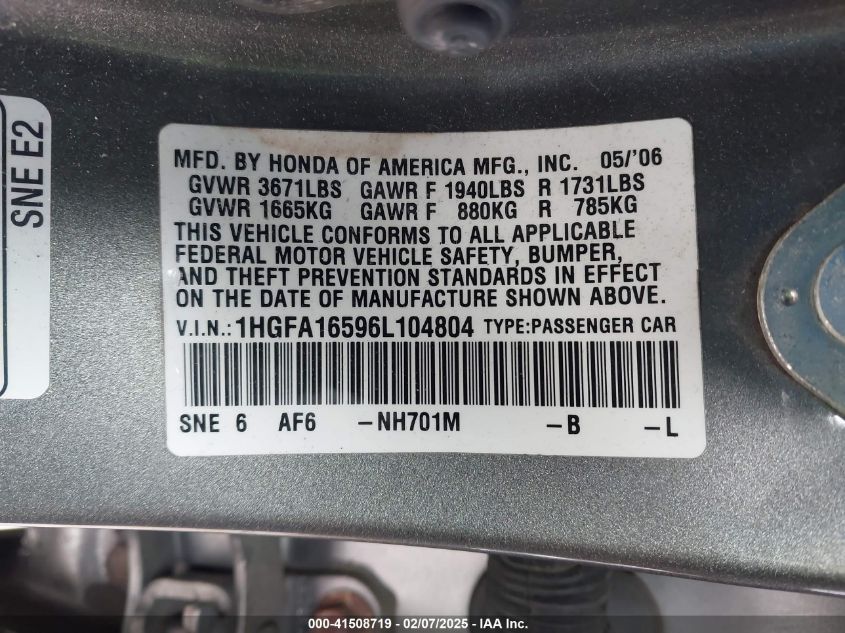 SNE E2
MFD. BY HONDA OF AMERICA MFG., INC. 05/'06
GVWR 3671LBS GAWR F 1940LBS R 1731LBS
GVWR 1665KG GAWR F 880KG R 785KG
THIS VEHICLE CONFORMS TO ALL APPLICABLE
FEDERAL MOTOR VEHICLE SAFETY, BUMPER,
AND THEFT PREVENTION STANDARDS IN EFFECT
ON THE DATE OF MANUFACTURE SHOWN ABOVE.
V.I.N.:1HGFA16596L104804 TYPE:PASSENGER CAR
SNE 6 AF6 -NH701M -B -L
000-41508719 - 02/07/2025 - IAA Inc.